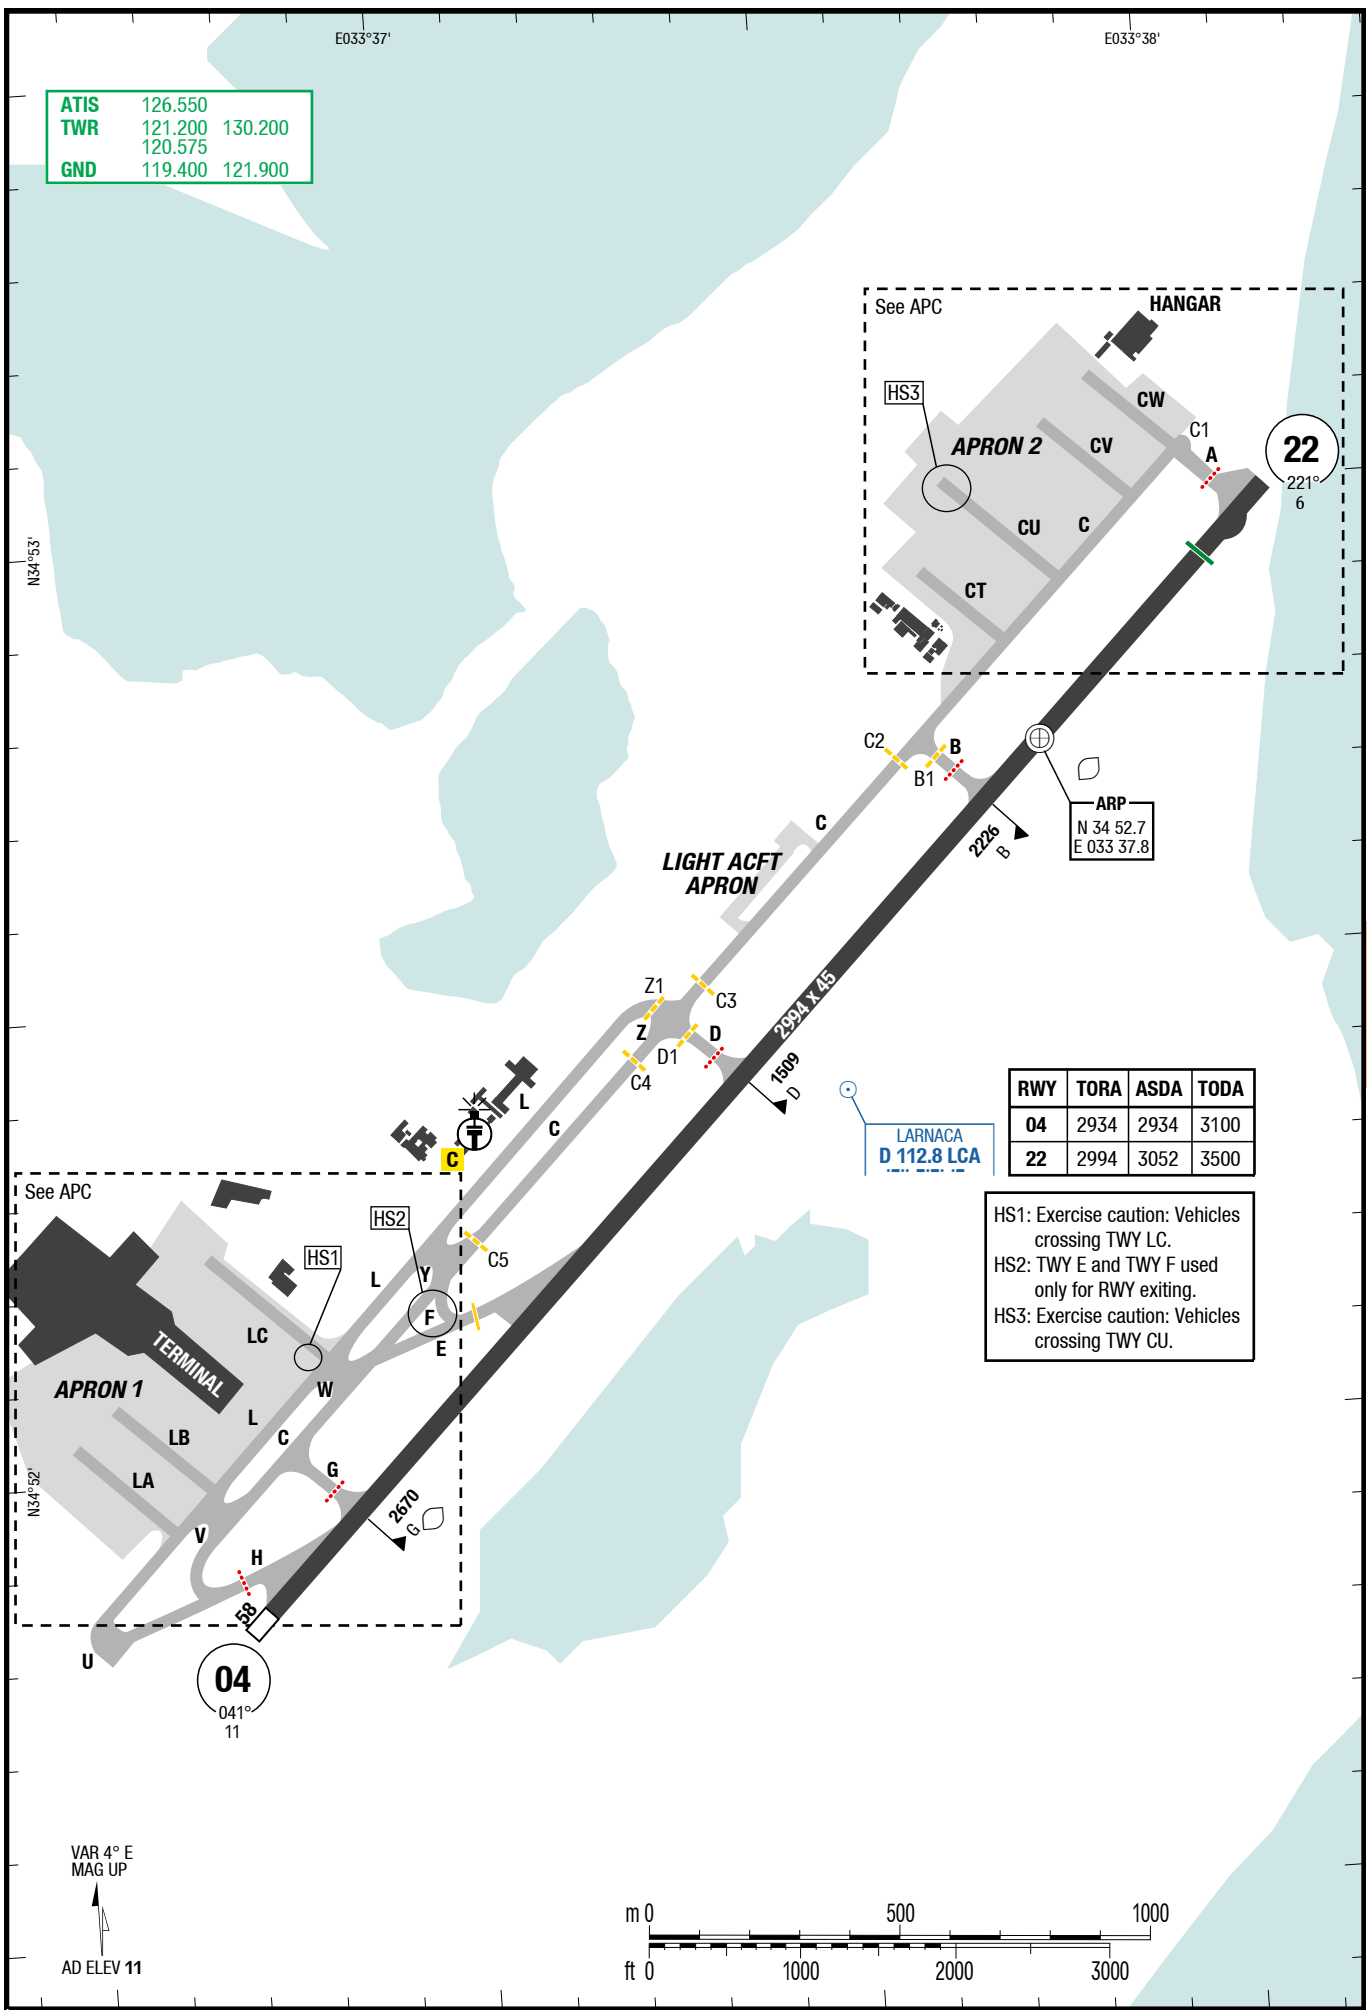 E033°37'
E033°38'
ATIS 126.550
TWR 121.200 130.200
120.575
GND 119.400 121.900
See APC
HANGAR
HS3
CW
C1
APRON 2
CV
A
22
221°
6
CU
C
N34°53'
CT
C2
B
B1
ARP
N 34 52.7
E 033 37.8
C
2226
B
LIGHT ACFT
APRON
2994 x 45
Z1
C3
Z
D
D1
C4
1509
D
L
C
LARNACA
D 112.8 LCA
RWY TORA ASDA TODA
04 2934 2934 3100
22 2994 3052 3500
C
See APC
HS2
HS1
C5
L
Y
F
E
LC
TERMINAL
W
APRON 1
L
C
LB
LA
G
N34°52'
2670
G
V
H
58
U
04
041°
11
HS1: Exercise caution: Vehicles
crossing TWY LC.
HS2: TWY E and TWY F used
only for RWY exiting.
HS3: Exercise caution: Vehicles
crossing TWY CU.
VAR 4° E
MAG UP
AD ELEV 11
m 0 500 1000
ft 0 1000 2000 3000